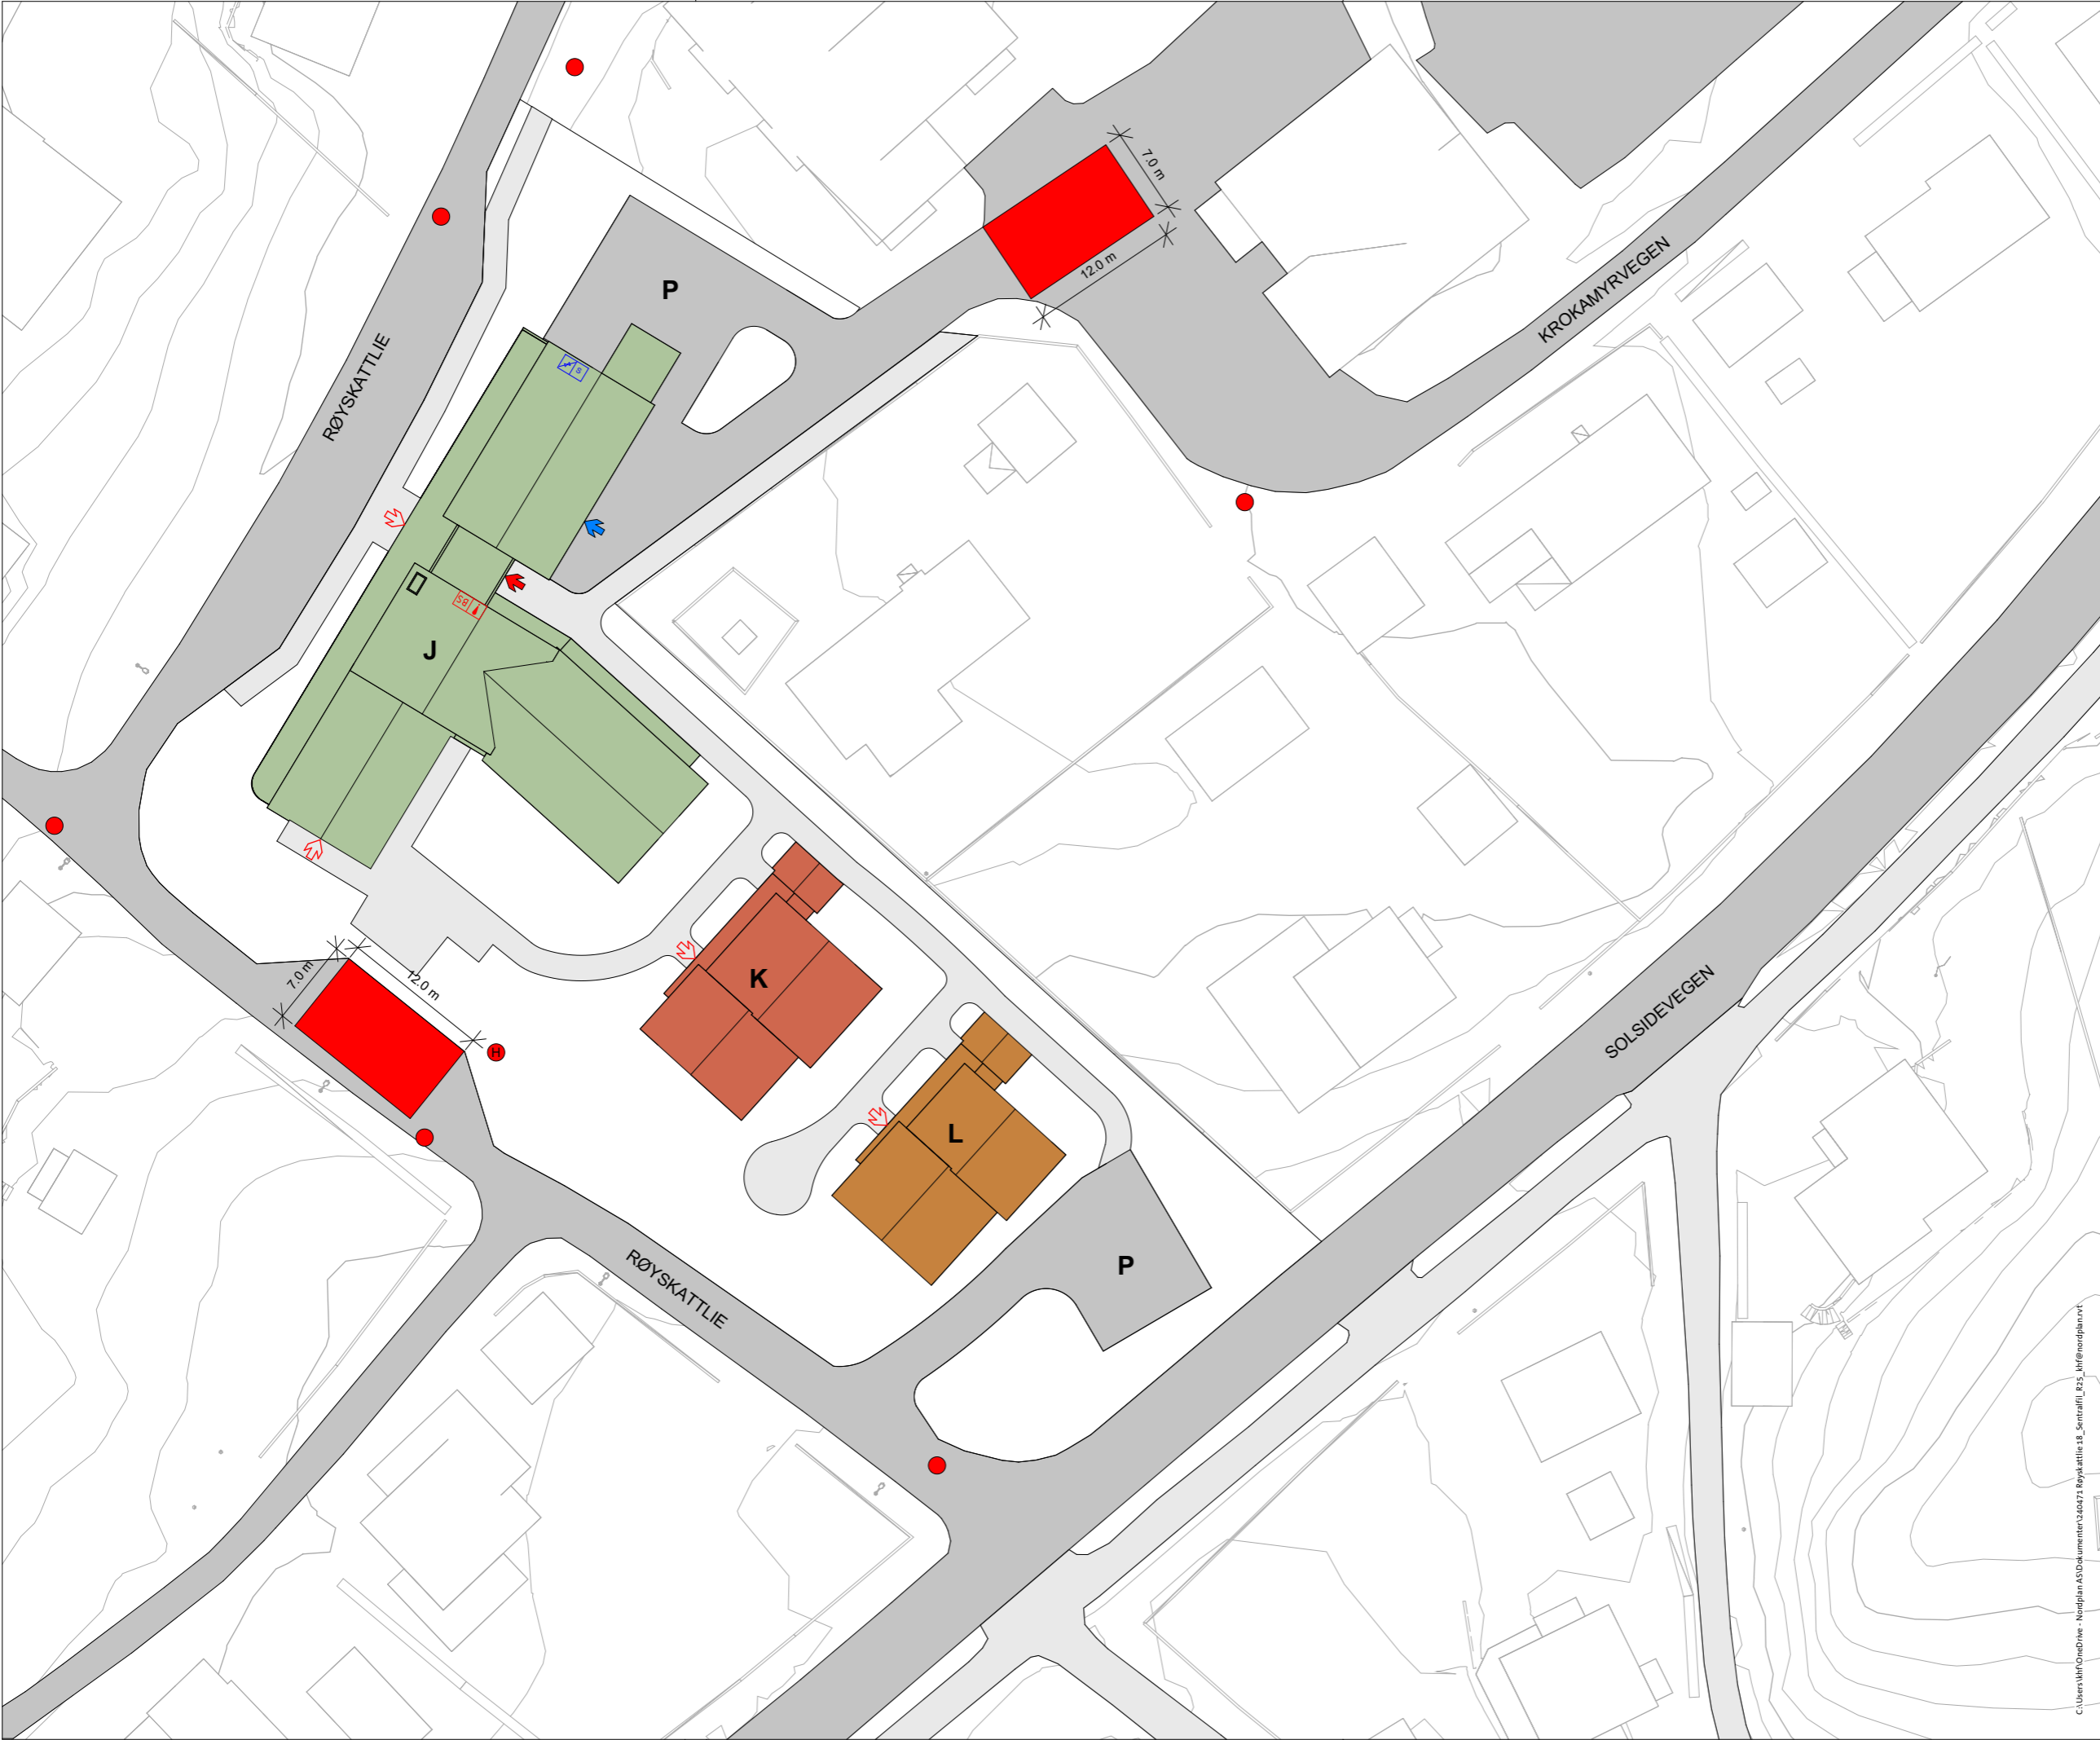 7.0 m
12.0 m
P
KROKAMYRVEGEN
RØYSKATTLIE
S
BS
J
K
7.0 m
12.0 m
H
L
SOLSIDEVEGEN
P
RØYSKATTLIE
C:\Users\khf\OneDrive - Nordplan AS\Dokumenter\240471 Røyskattlie 18_Sentralfil_R25_khf@nordplan.rvt